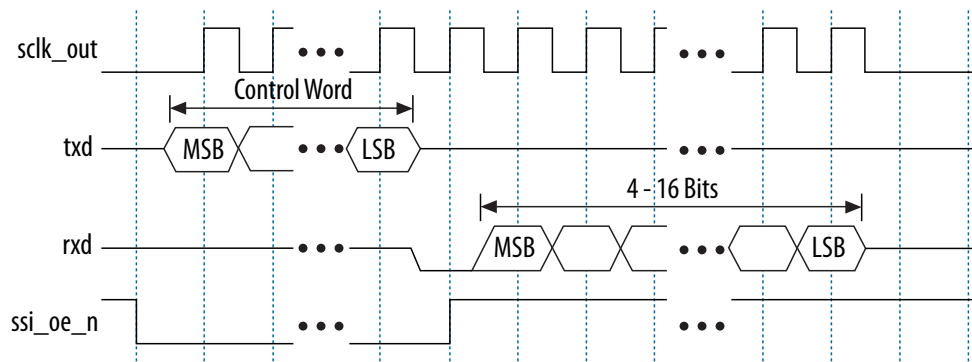 sclk_out
Control Word
txd
MSB
LSB
4 - 16 Bits
rxd
MSB
LSB
ssi_oe_n